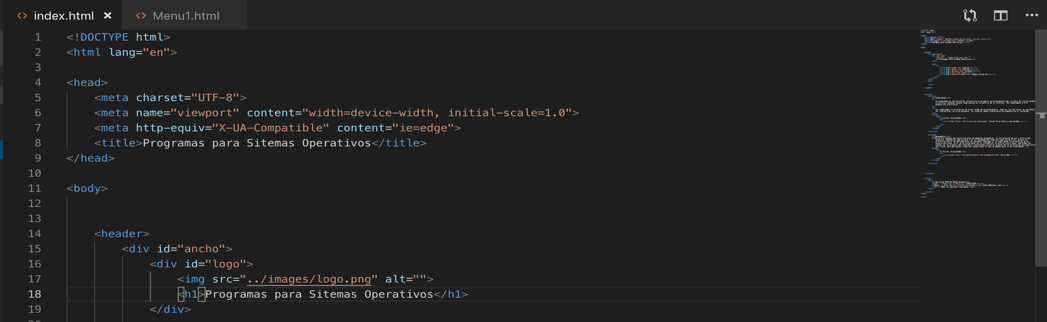 index.html
Menu1.html
1 <!DOCTYPE html>
2 <html lang="en">
3
4 <head>
5 <meta charset="UTF-8">
6 <meta name="viewport" content="width=device-width, initial-scale=1.0">
7 <meta http-equiv="X-UA-Compatible" content="ie=edge">
8 <title>Programas para Sitemas Operativos</title>
9 </head>
10
11 <body>
12
13
14 <header>
15 <div id="ancho">
16 <div id="logo">
17 <img src="../images/logo.png" alt="">
18 <h1>Programas para Sitemas Operativos</h1>
19 </div>